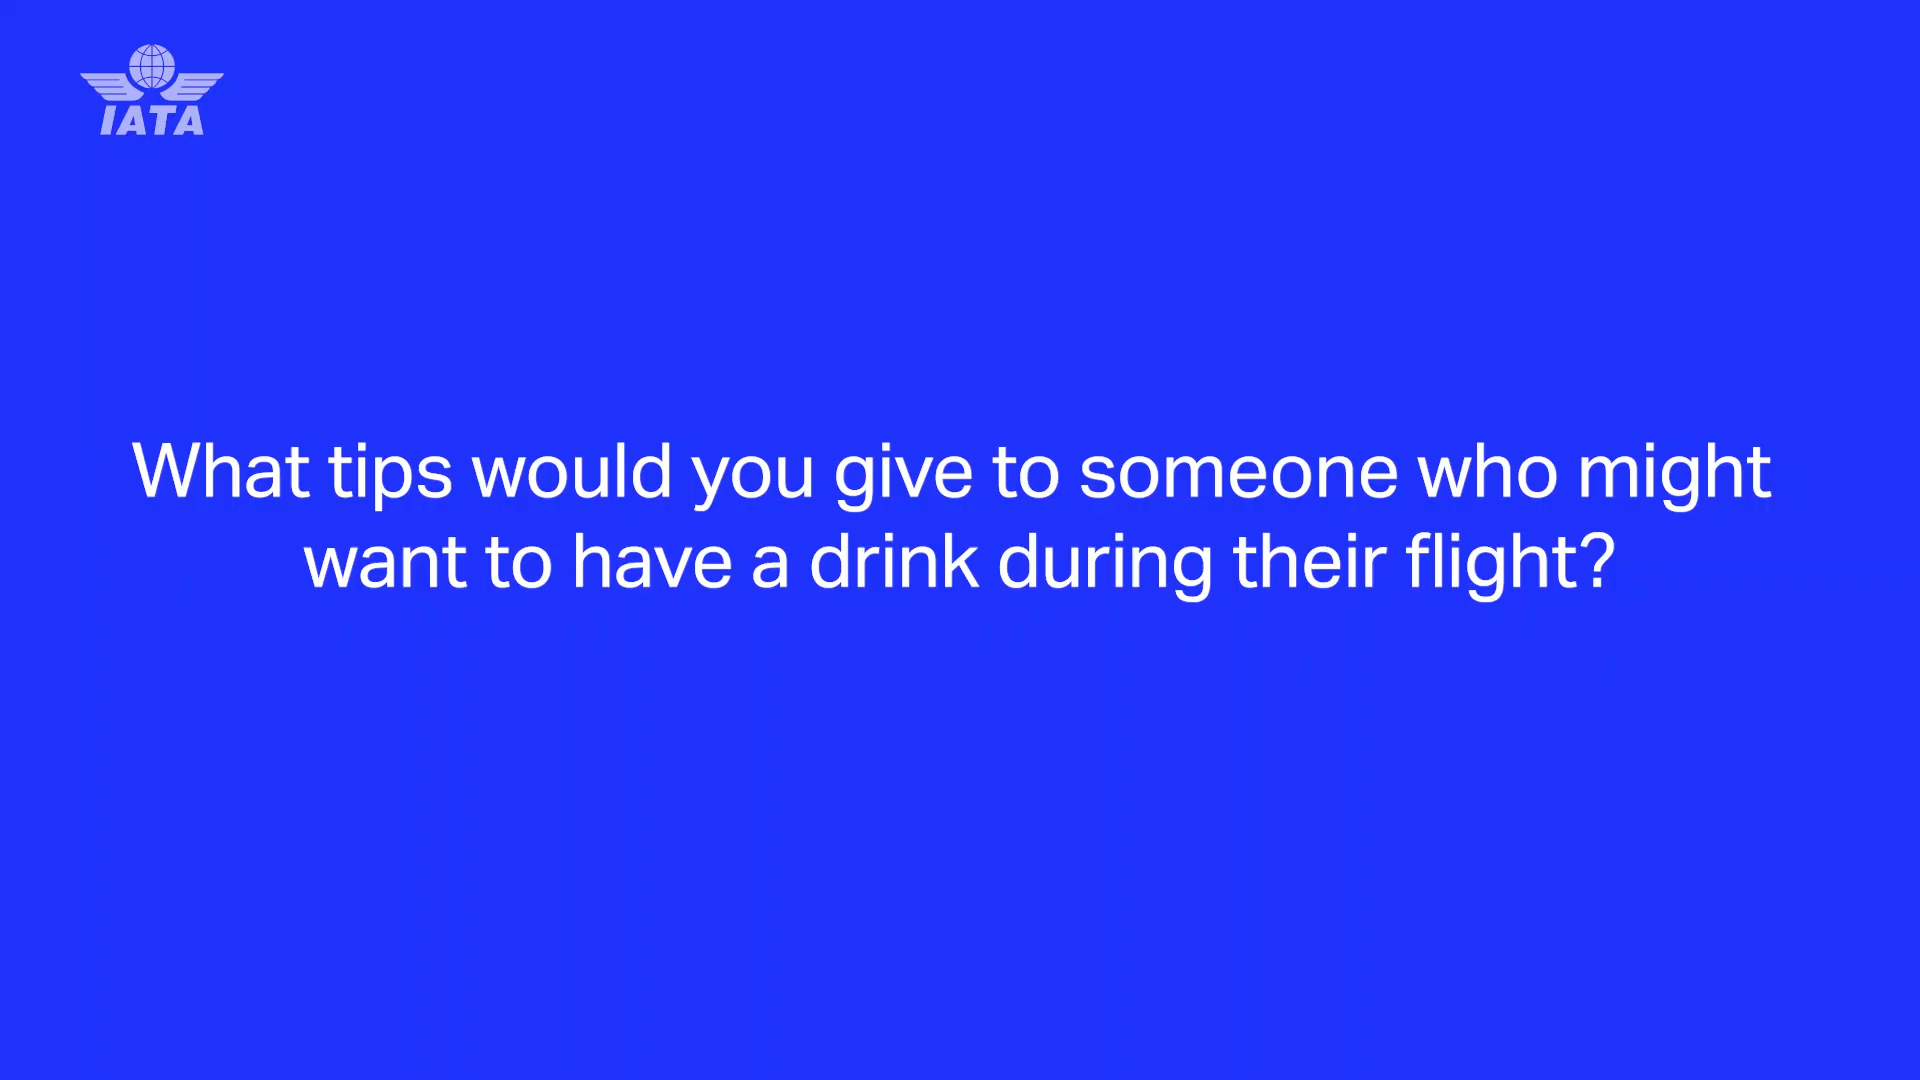 IATA
What tips would you give to someone who might
want to have a drink during their flight?